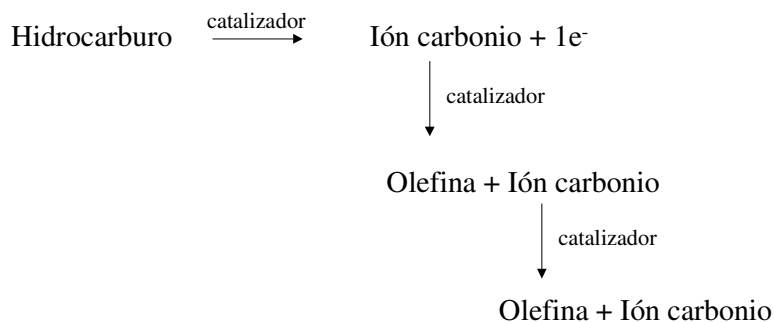 catalizador
Hidrocarburo Ión carbonio + 1e-
catalizador
Olefina + Ión carbonio
catalizador
Olefina + Ión carbonio